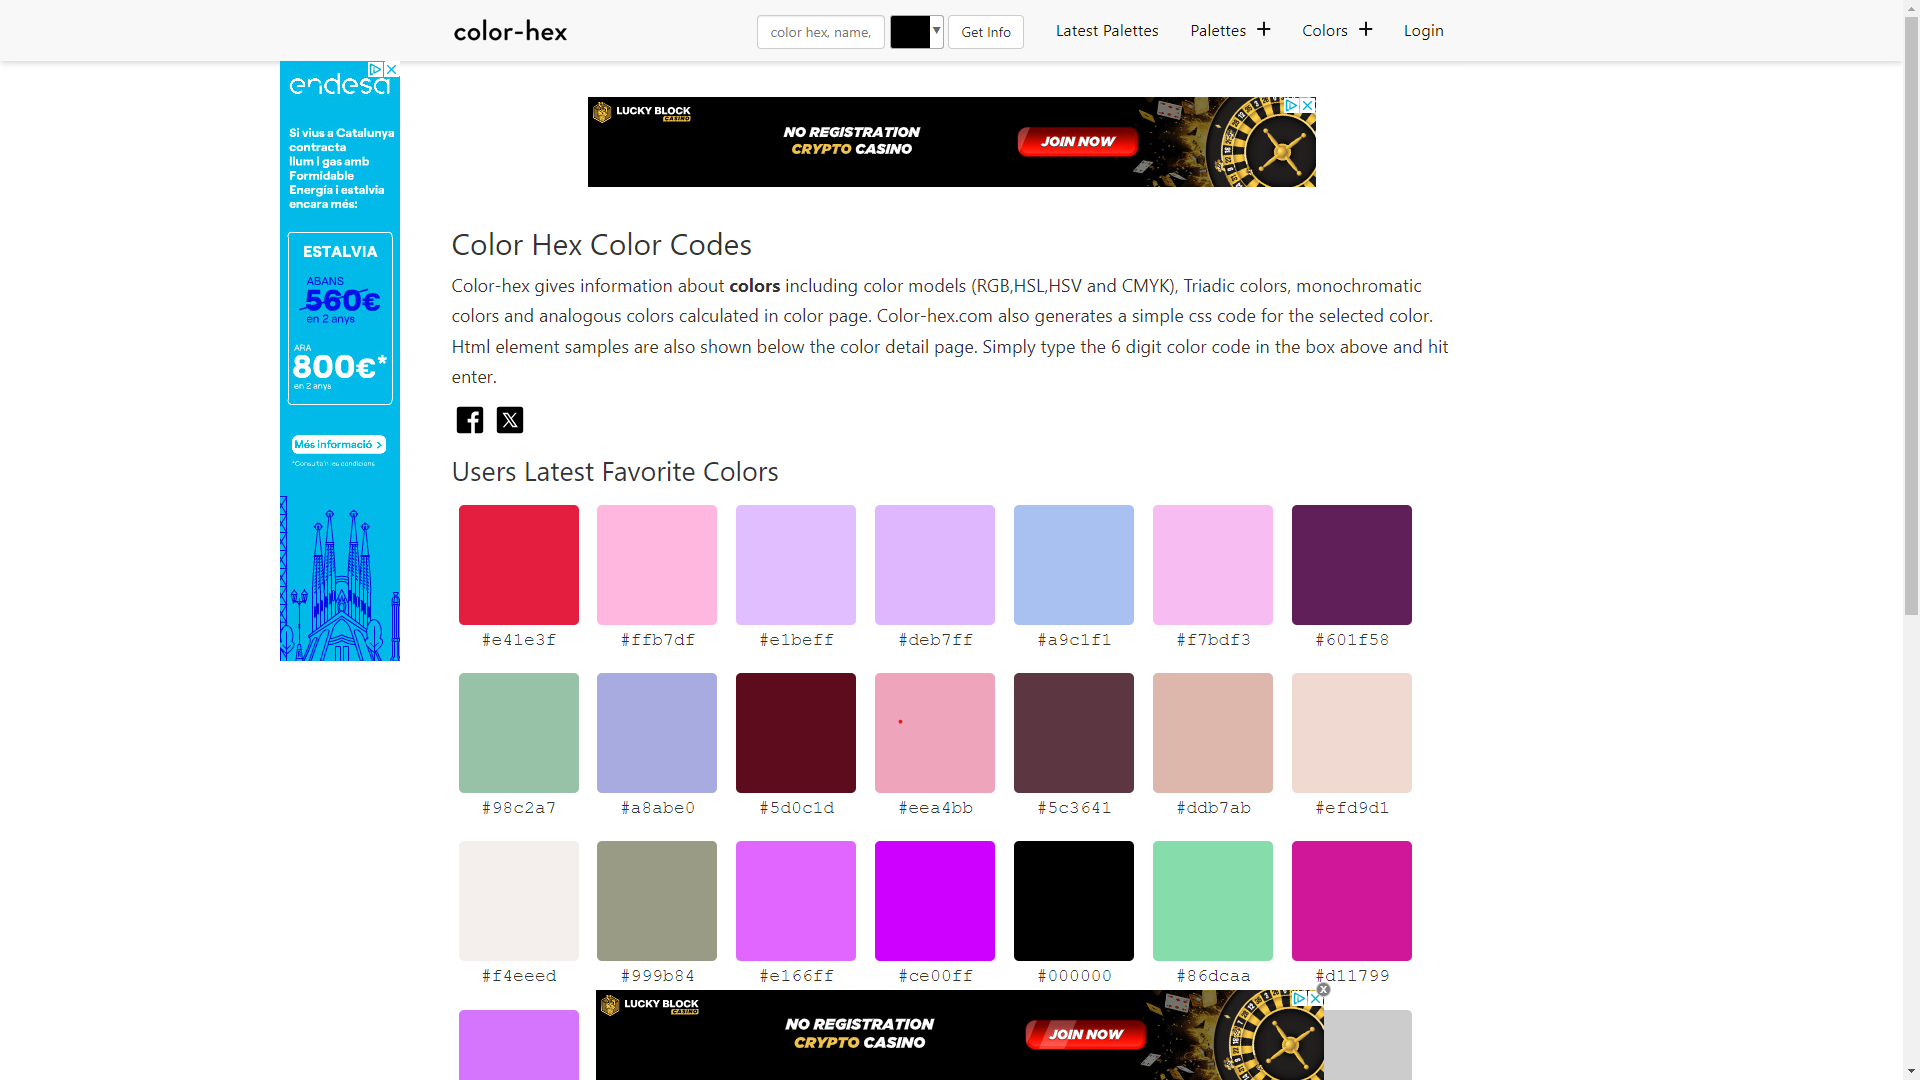 color-hex
color hex, name,
Get Info
Latest Palettes
Palettes +
Colors +
Login
endesa
Si vius a Catalunya
contracta
llum i gas amb
Formidable
Energía i estalvia
encara més:
ESTALVIA
ABANS
560€
en 2 anys
ARA
800€*
en 2 anys
Més informació >
*Consulta'n les condicions
LUCKY BLOCK
CASINO
NO REGISTRATION
CRYPTO CASINO
JOIN NOW
Color Hex Color Codes
Color-hex gives information about colors including color models (RGB,HSL,HSV and CMYK), Triadic colors, monochromatic
colors and analogous colors calculated in color page. Color-hex.com also generates a simple css code for the selected color.
Html element samples are also shown below the color detail page. Simply type the 6 digit color code in the box above and hit
enter.
Users Latest Favorite Colors
#e41e3f #ffb7df #e1beff #deb7ff #a9c1f1 #f7bdf3 #601f58
#98c2a7 #a8abe0 #5d0c1d #eea4bb #5c3641 #ddb7ab #efd9d1
#f4eeed #999b84 #e166ff #ce00ff #000000 #86dcaa #d11799
LUCKY BLOCK
CASINO
NO REGISTRATION
CRYPTO CASINO
JOIN NOW